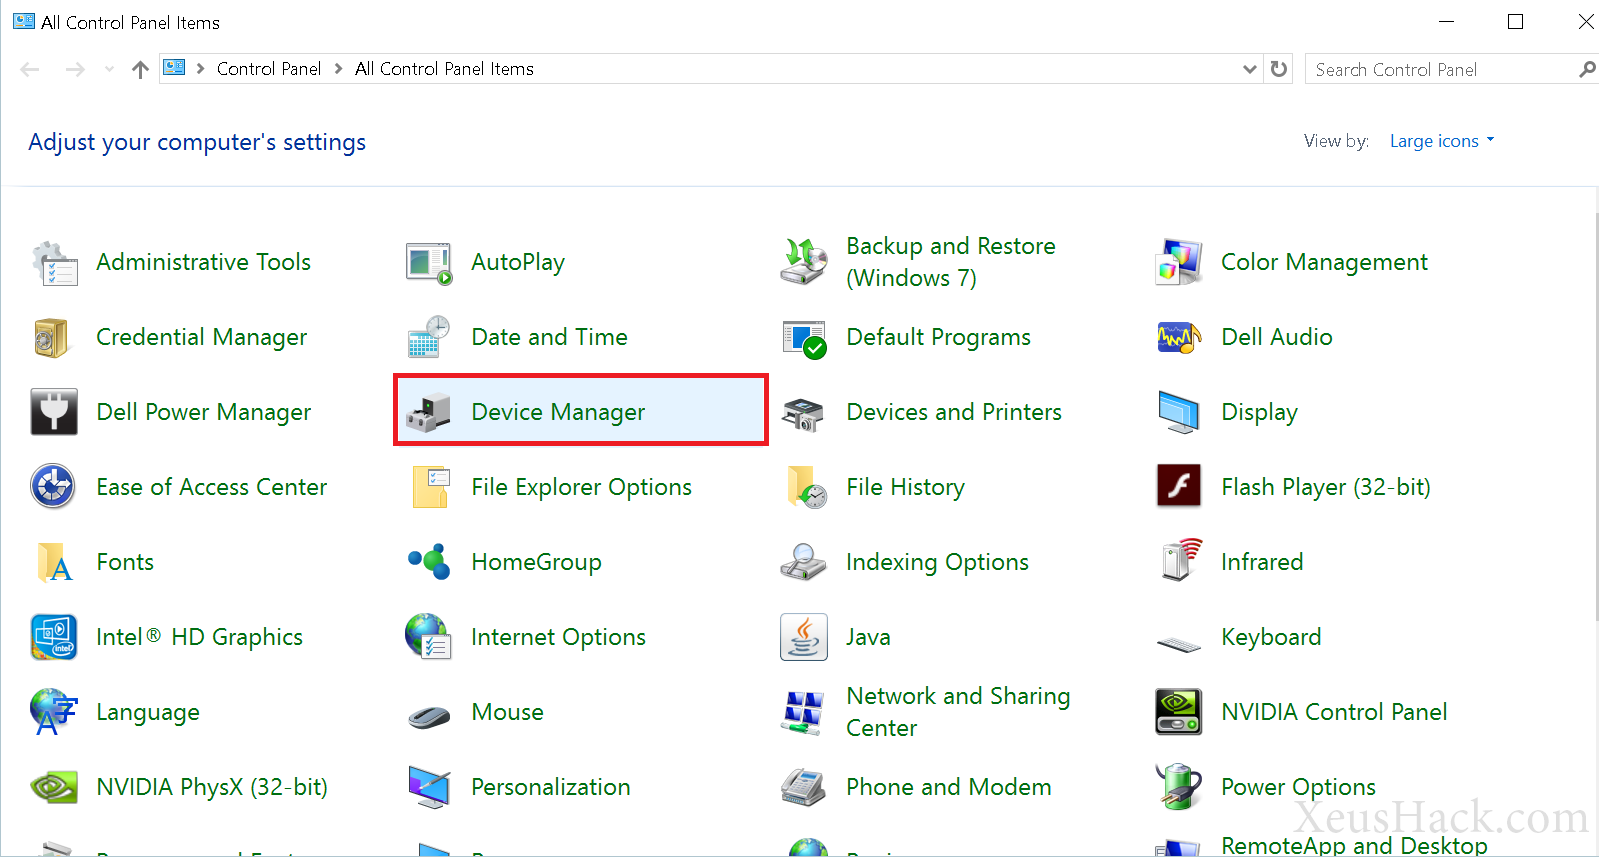 All Control Panel Items
Control Panel
All Control Panel Items
Search Control Panel
Adjust your computer's settings
View by:
Large icons
Administrative Tools
AutoPlay
Backup and Restore
(Windows 7)
Color Management
Credential Manager
Date and Time
Default Programs
Dell Audio
Dell Power Manager
Device Manager
Devices and Printers
Display
Ease of Access Center
File Explorer Options
File History
Flash Player (32-bit)
Fonts
HomeGroup
Indexing Options
Infrared
Intel® HD Graphics
Internet Options
Java
Keyboard
Language
Mouse
Network and Sharing
Center
NVIDIA Control Panel
NVIDIA PhysX (32-bit)
Personalization
Phone and Modem
Power Options
XeusHack.com
RemoteApp and Desktop